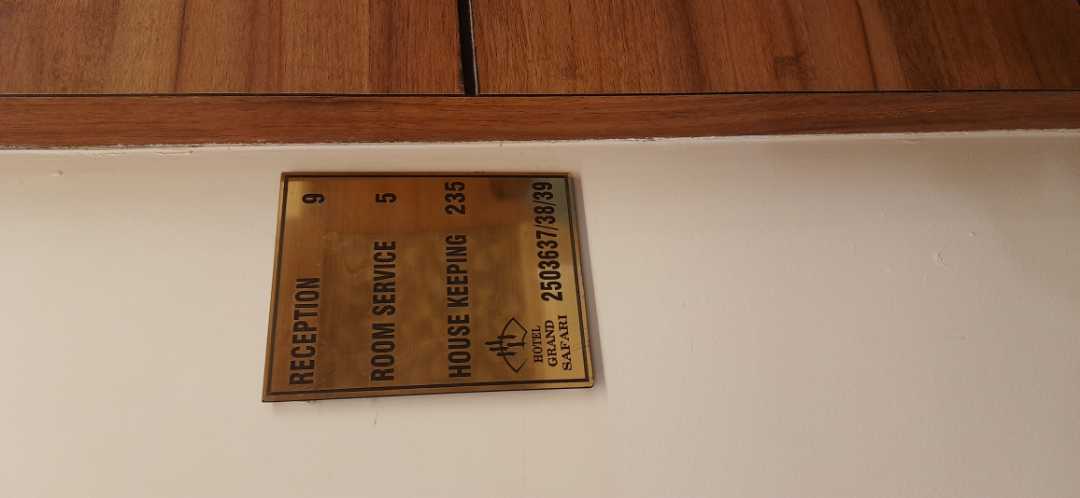 RECEPTION 9
ROOM SERVICE 5
HOUSE KEEPING 235
HOTEL
GRAND
SAFARI
2503637/38/39